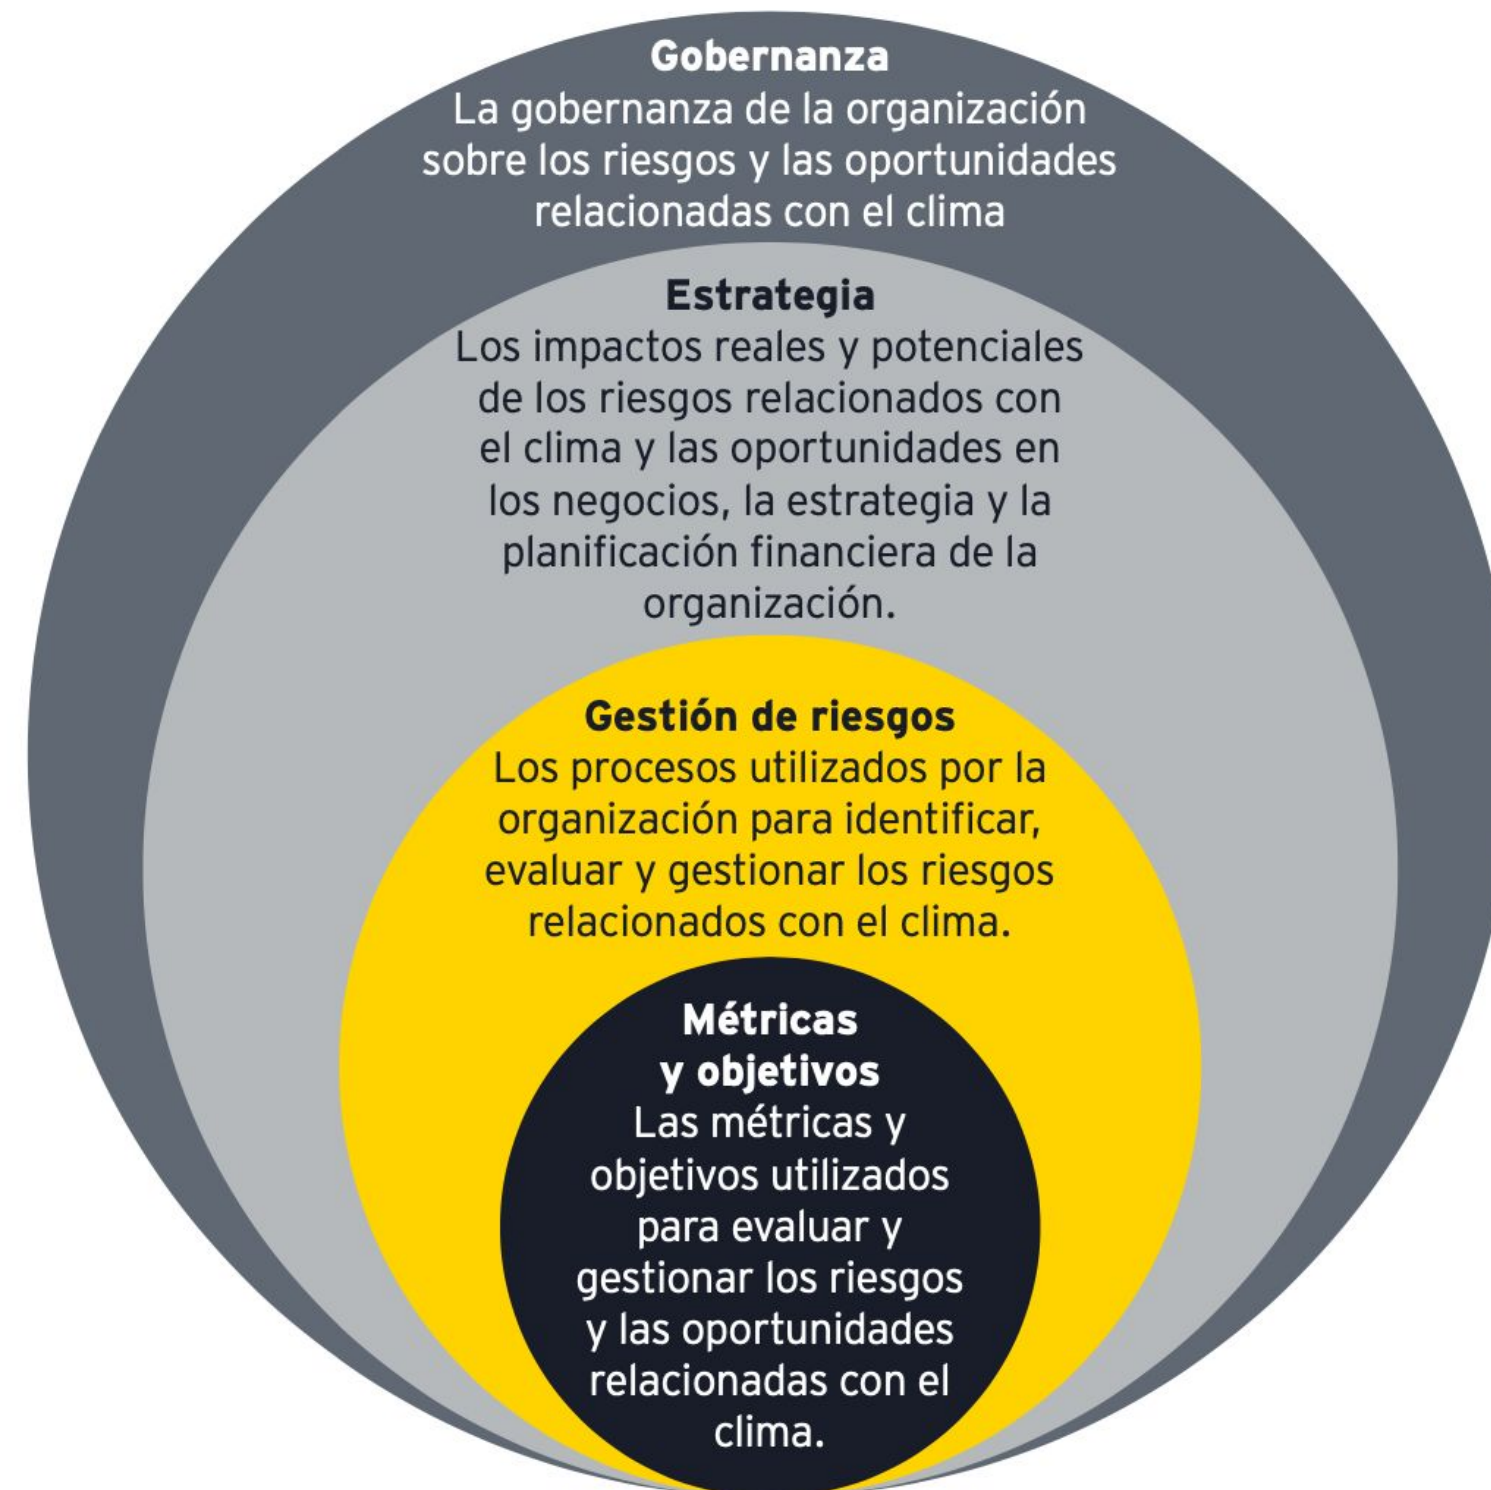 Gobernanza
La gobernanza de la organización
sobre los riesgos y las oportunidades
relacionadas con el clima
Estrategia
Los impactos reales y potenciales
de los riesgos relacionados con
el clima y las oportunidades en
los negocios, la estrategia y la
planificación financiera de la
organización.
Gestión de riesgos
Los procesos utilizados por la
organización para identificar,
evaluar y gestionar los riesgos
relacionados con el clima.
Métricas
y objetivos
Las métricas y
objetivos utilizados
para evaluar y
gestionar los riesgos
y las oportunidades
relacionadas con el
clima.